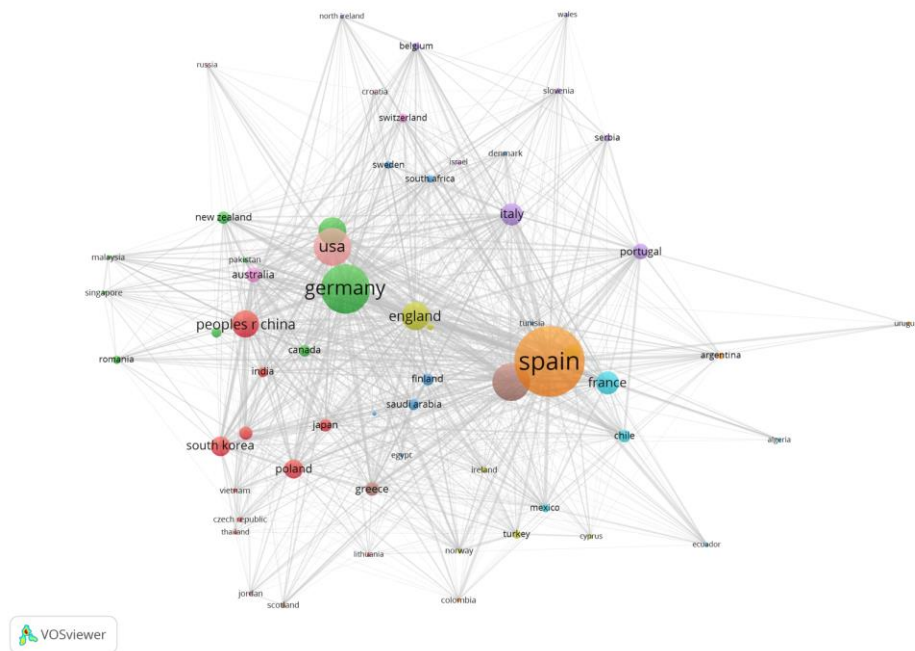 north ireland
wales
belgium
russia
croatia
slovenia
switzerland
serbia
denmark
israel
sweden
south africa
new zealand
italy
usa
portugal
malaysia
pakistan
australia
germany
singapore
england
peoples r china
tunisia
urugu
canada
romania
spain
argentina
india
finland
france
saudi arabia
japan
chile
south korea
algeria
egypt
poland
ireland
greece
vietnam
mexico
czech republic
thailand
turkey
cyprus
ecuador
lithuania
norway
jordan
scotland
colombia
VOSviewer